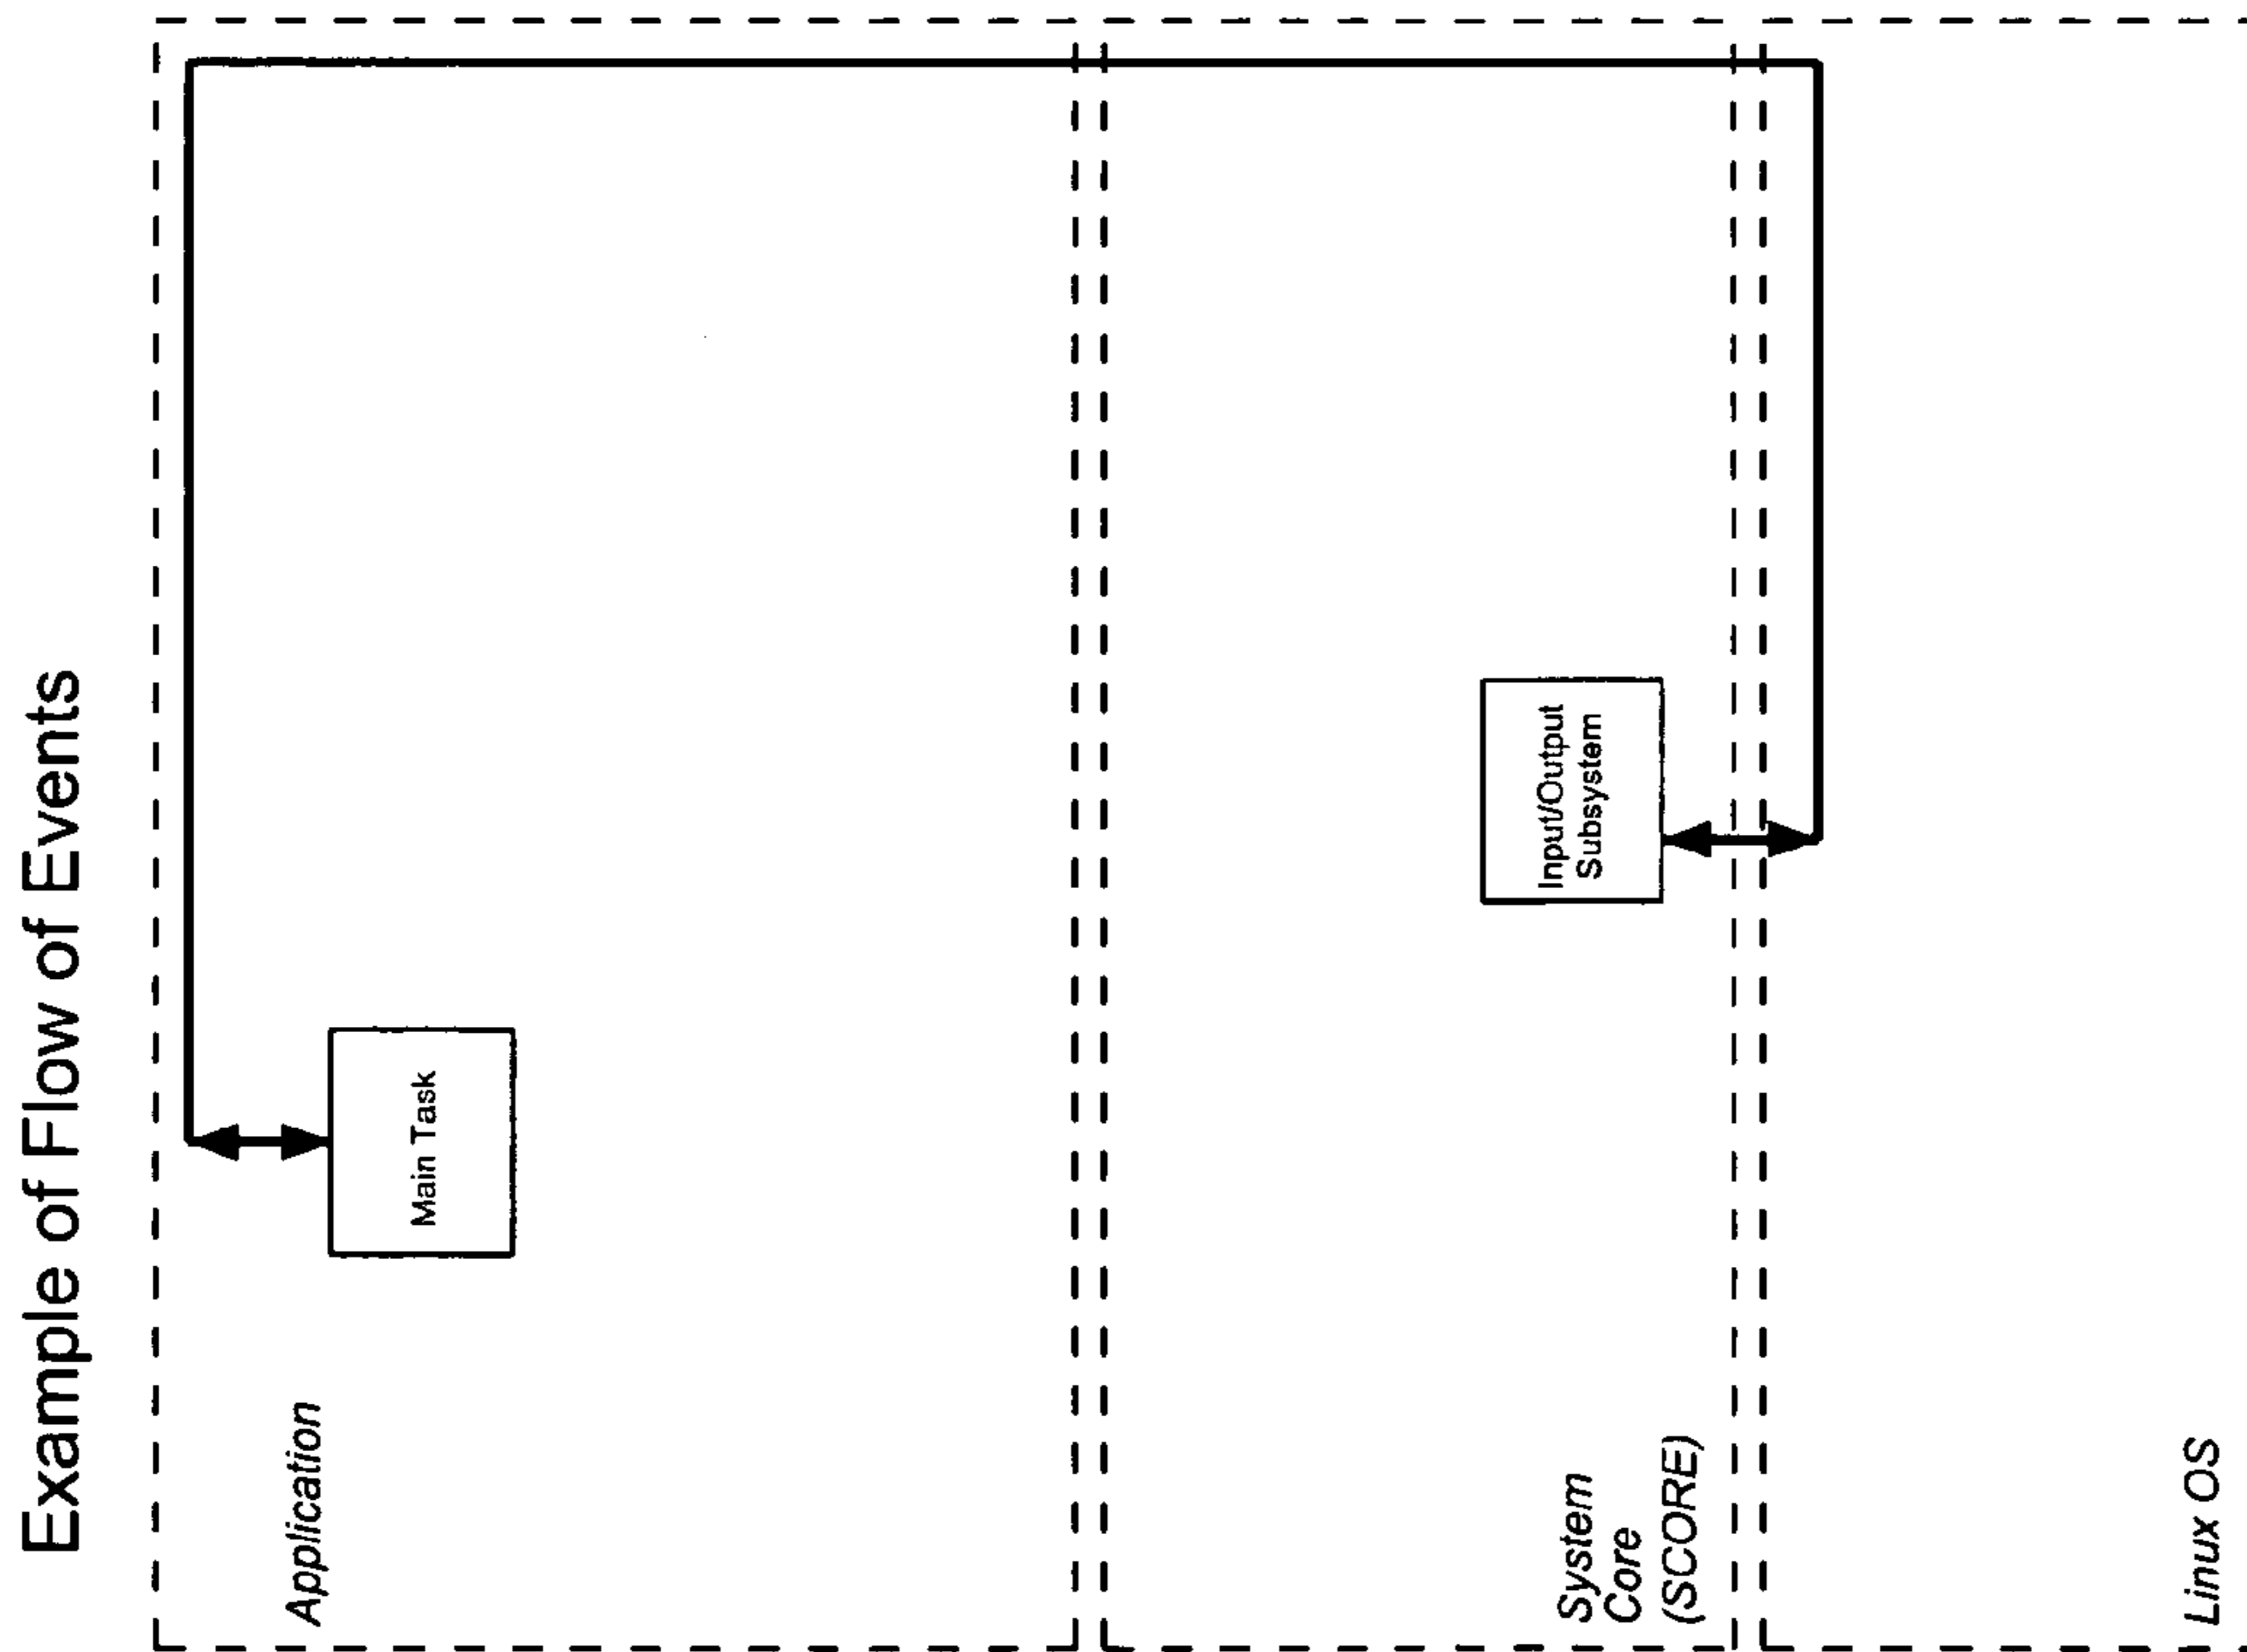 Example of Flow of Events
Application
Main Task
System
Core
(SCORE)
Input/Output
Subsystem
Linux OS